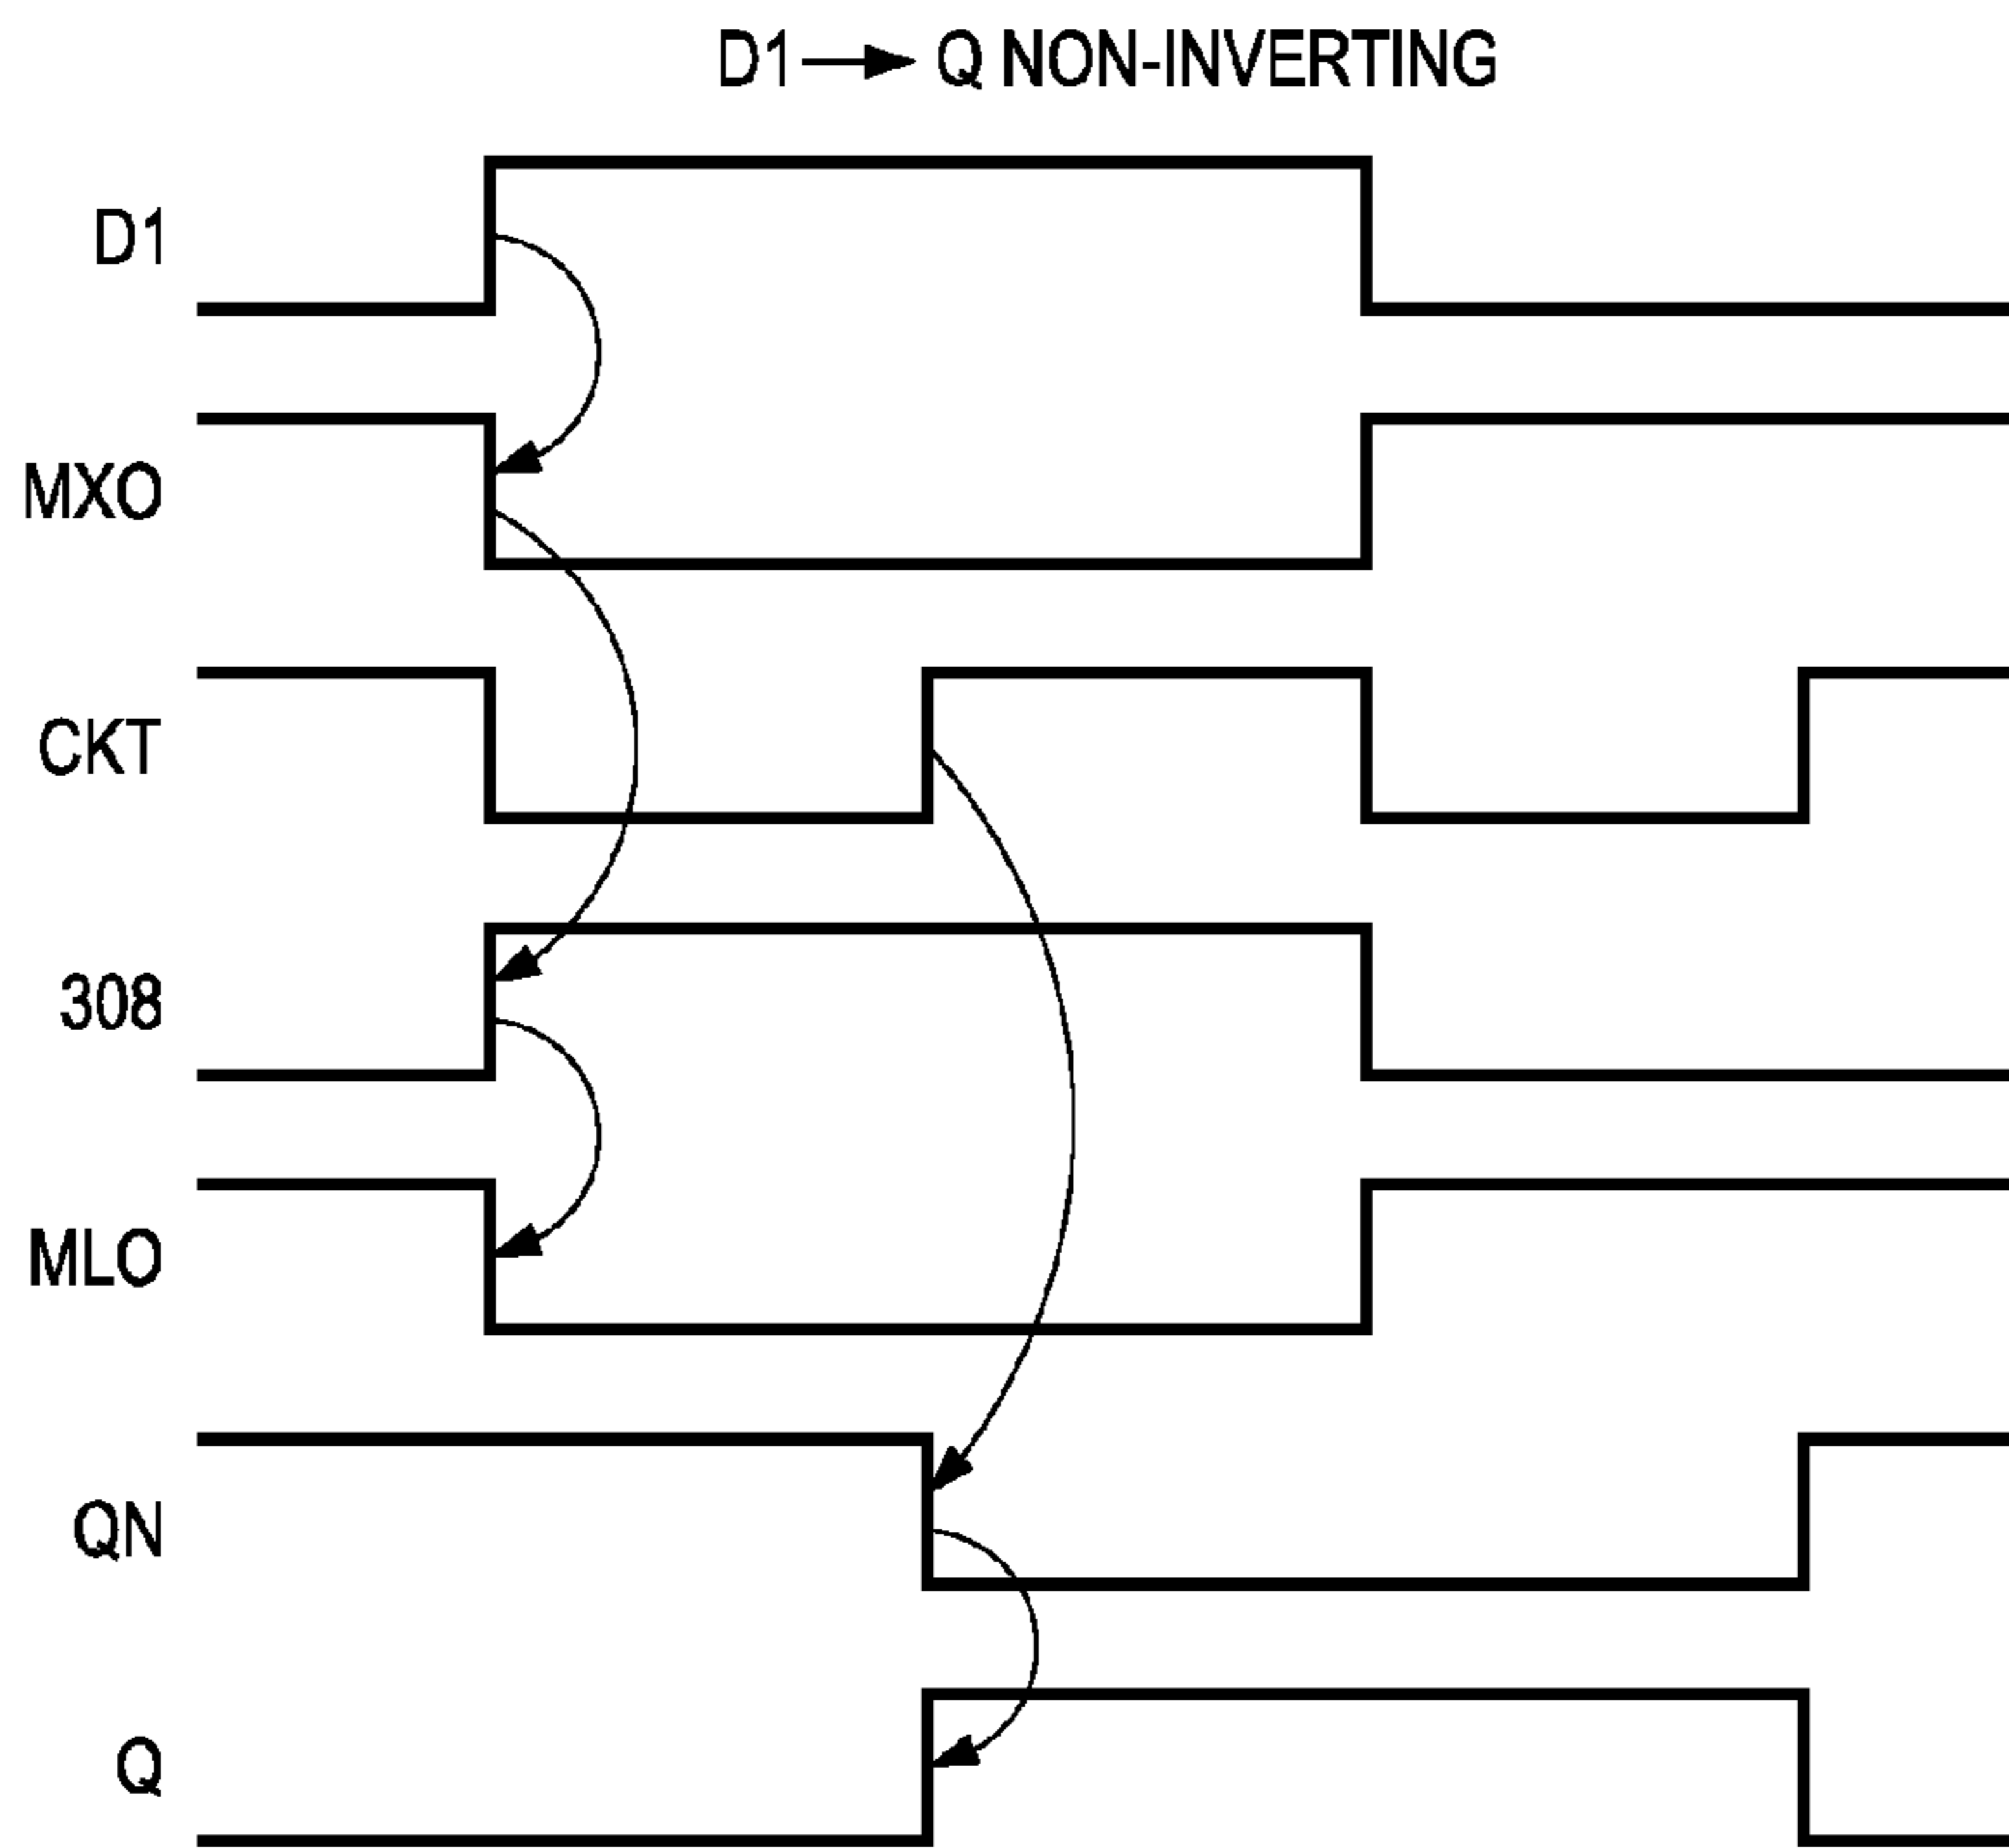 D1 → Q NON-INVERTING
D1
MXO
CKT
308
MLO
QN
Q